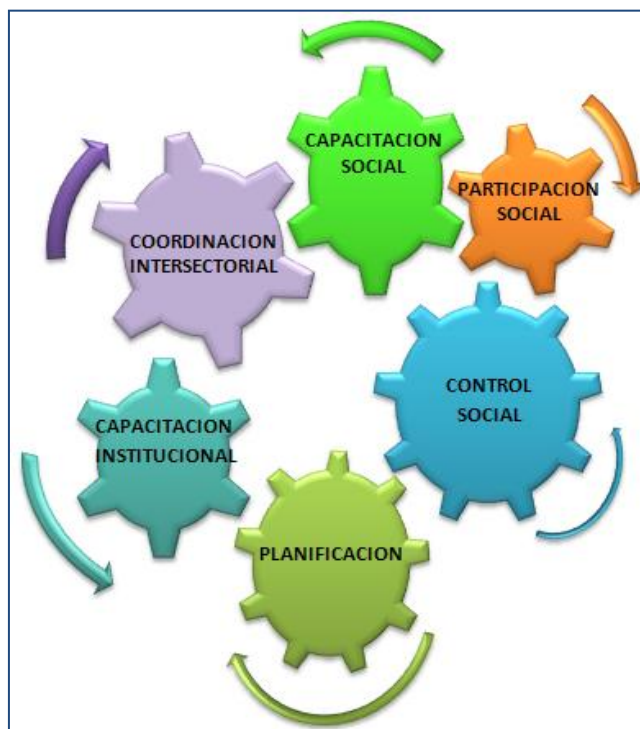 CAPACITACION
SOCIAL
PARTICIPACION
SOCIAL
COORDINACION
INTERSECTORIAL
CONTROL
SOCIAL
CAPACITACION
INSTITUCIONAL
PLANIFICACION